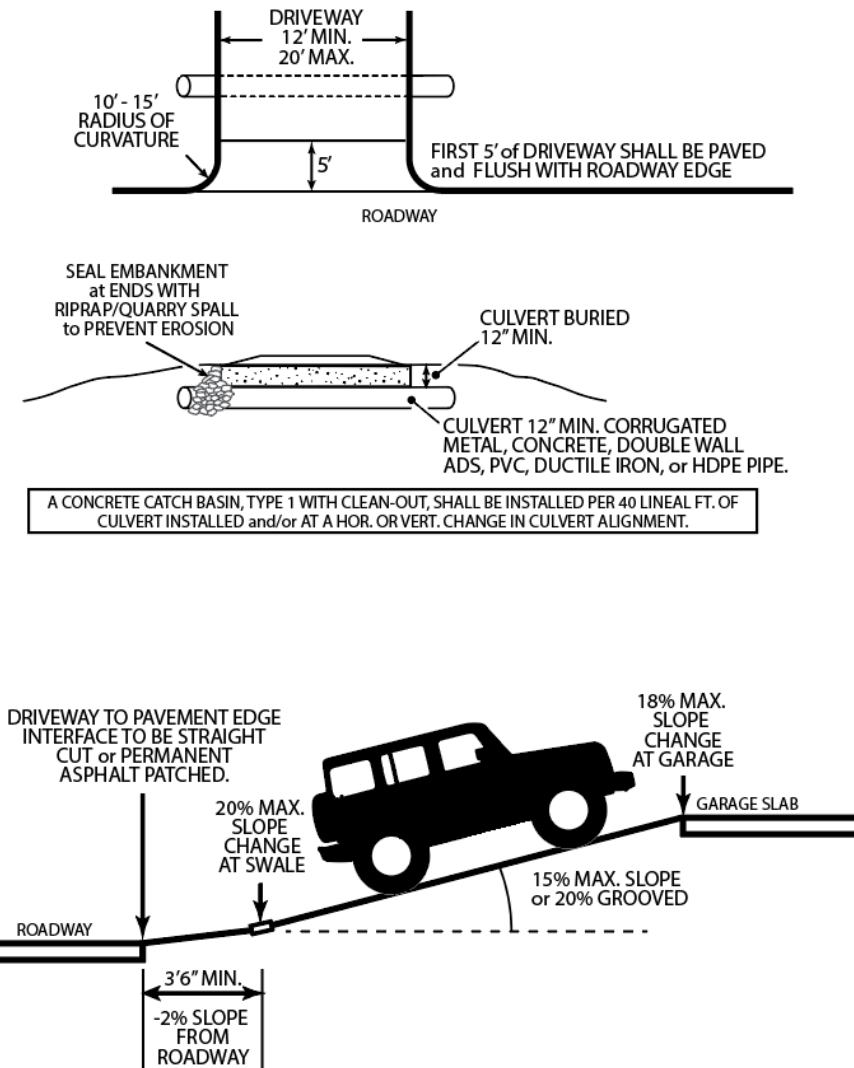 DRIVEWAY
12' MIN.
20' MAX.
10' - 15'
RADIUS OF
CURVATURE
5'
FIRST 5' of DRIVEWAY SHALL BE PAVED
and FLUSH WITH ROADWAY EDGE
ROADWAY
SEAL EMBANKMENT
at ENDS WITH
RIPRAP/QUARRY SPALL
to PREVENT EROSION
CULVERT BURIED
12" MIN.
CULVERT 12" MIN. CORRUGATED
METAL, CONCRETE, DOUBLE WALL
ADS, PVC, DUCTILE IRON, or HDPE PIPE.
A CONCRETE CATCH BASIN, TYPE 1 WITH CLEAN-OUT, SHALL BE INSTALLED PER 40 LINEAL FT. OF
CULVERT INSTALLED and/or AT A HOR. OR VERT. CHANGE IN CULVERT ALIGNMENT.
DRIVEWAY TO PAVEMENT EDGE
INTERFACE TO BE STRAIGHT
CUT or PERMANENT
ASPHALT PATCHED.
20% MAX.
SLOPE
CHANGE
AT SWALE
18% MAX.
SLOPE
CHANGE
AT GARAGE
GARAGE SLAB
15% MAX. SLOPE
or 20% GROOVED
ROADWAY
3'6" MIN.
-2% SLOPE
FROM
ROADWAY